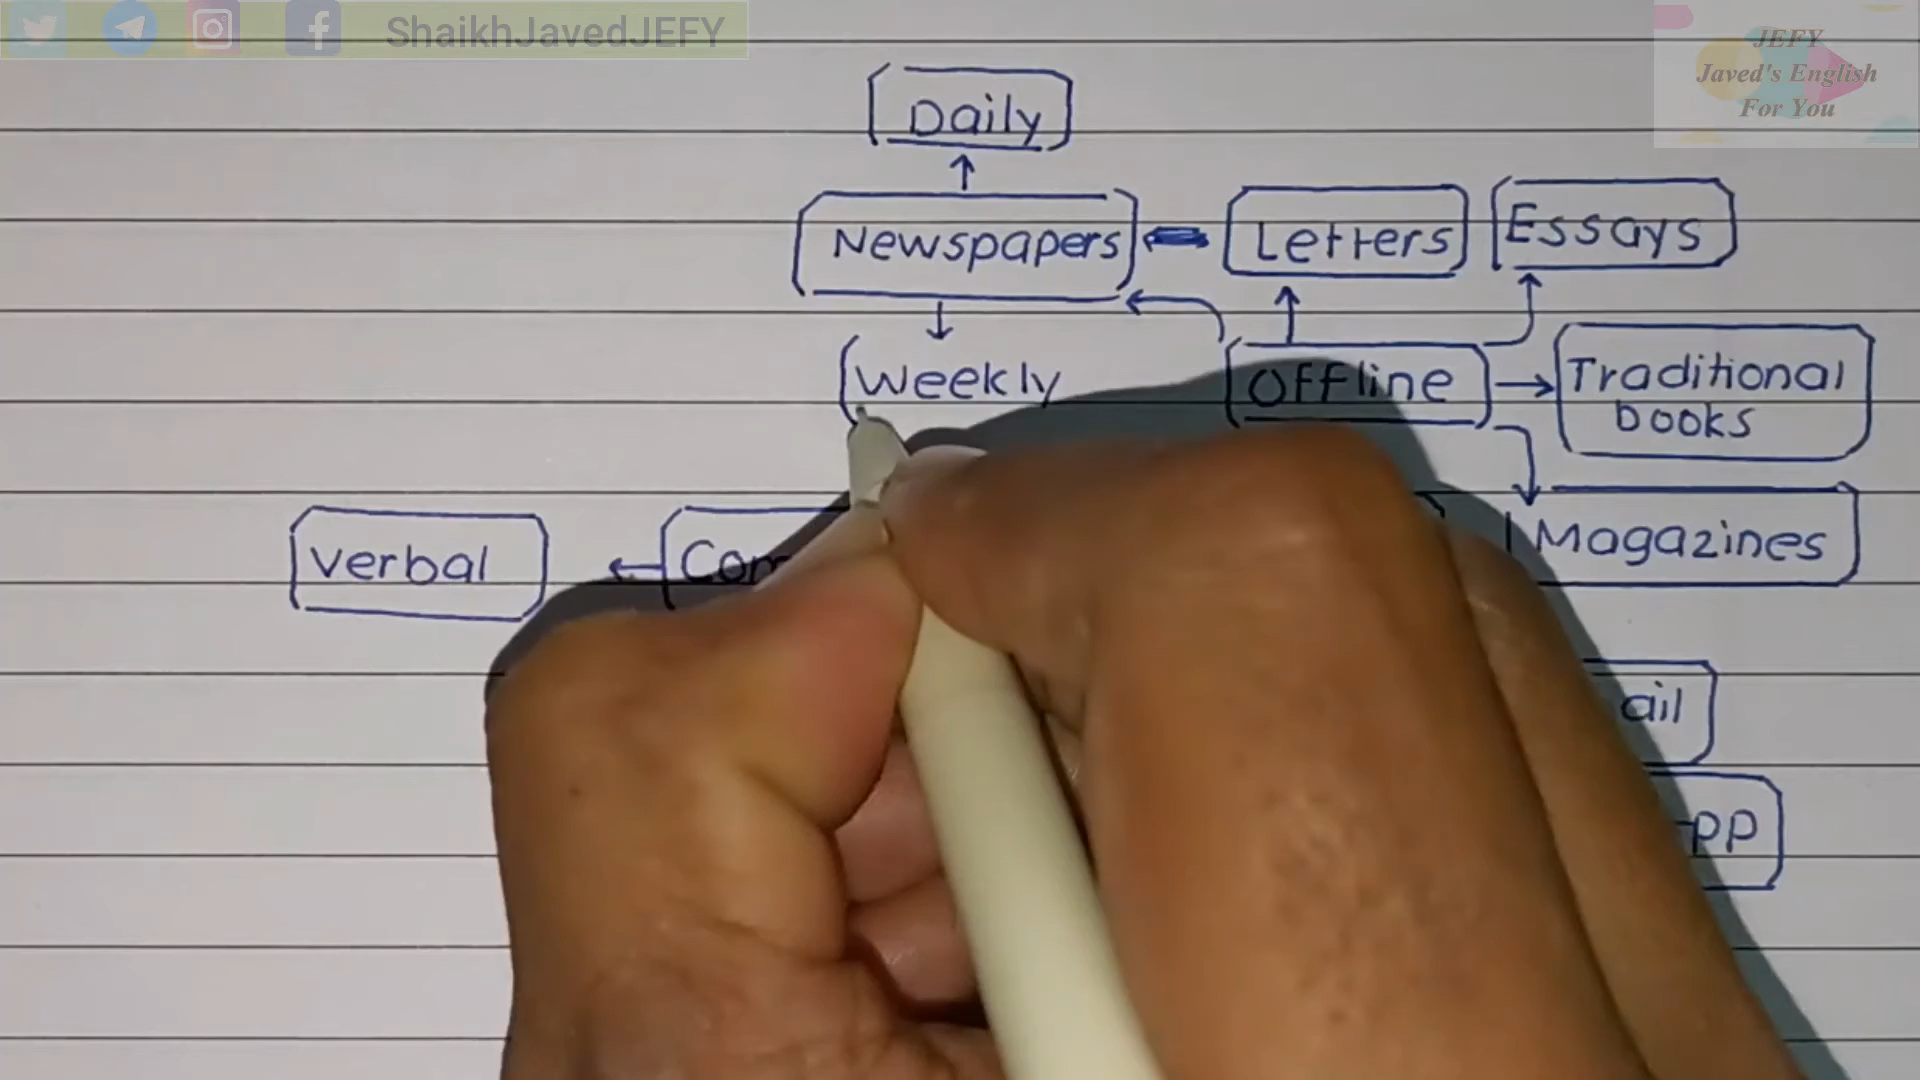 ShaikhJavedJEFY
JEFY
Javed's English
For You
Daily
Newspapers
Letters
Essays
Weekly
Offline
Traditional
books
Verbal
Magazines